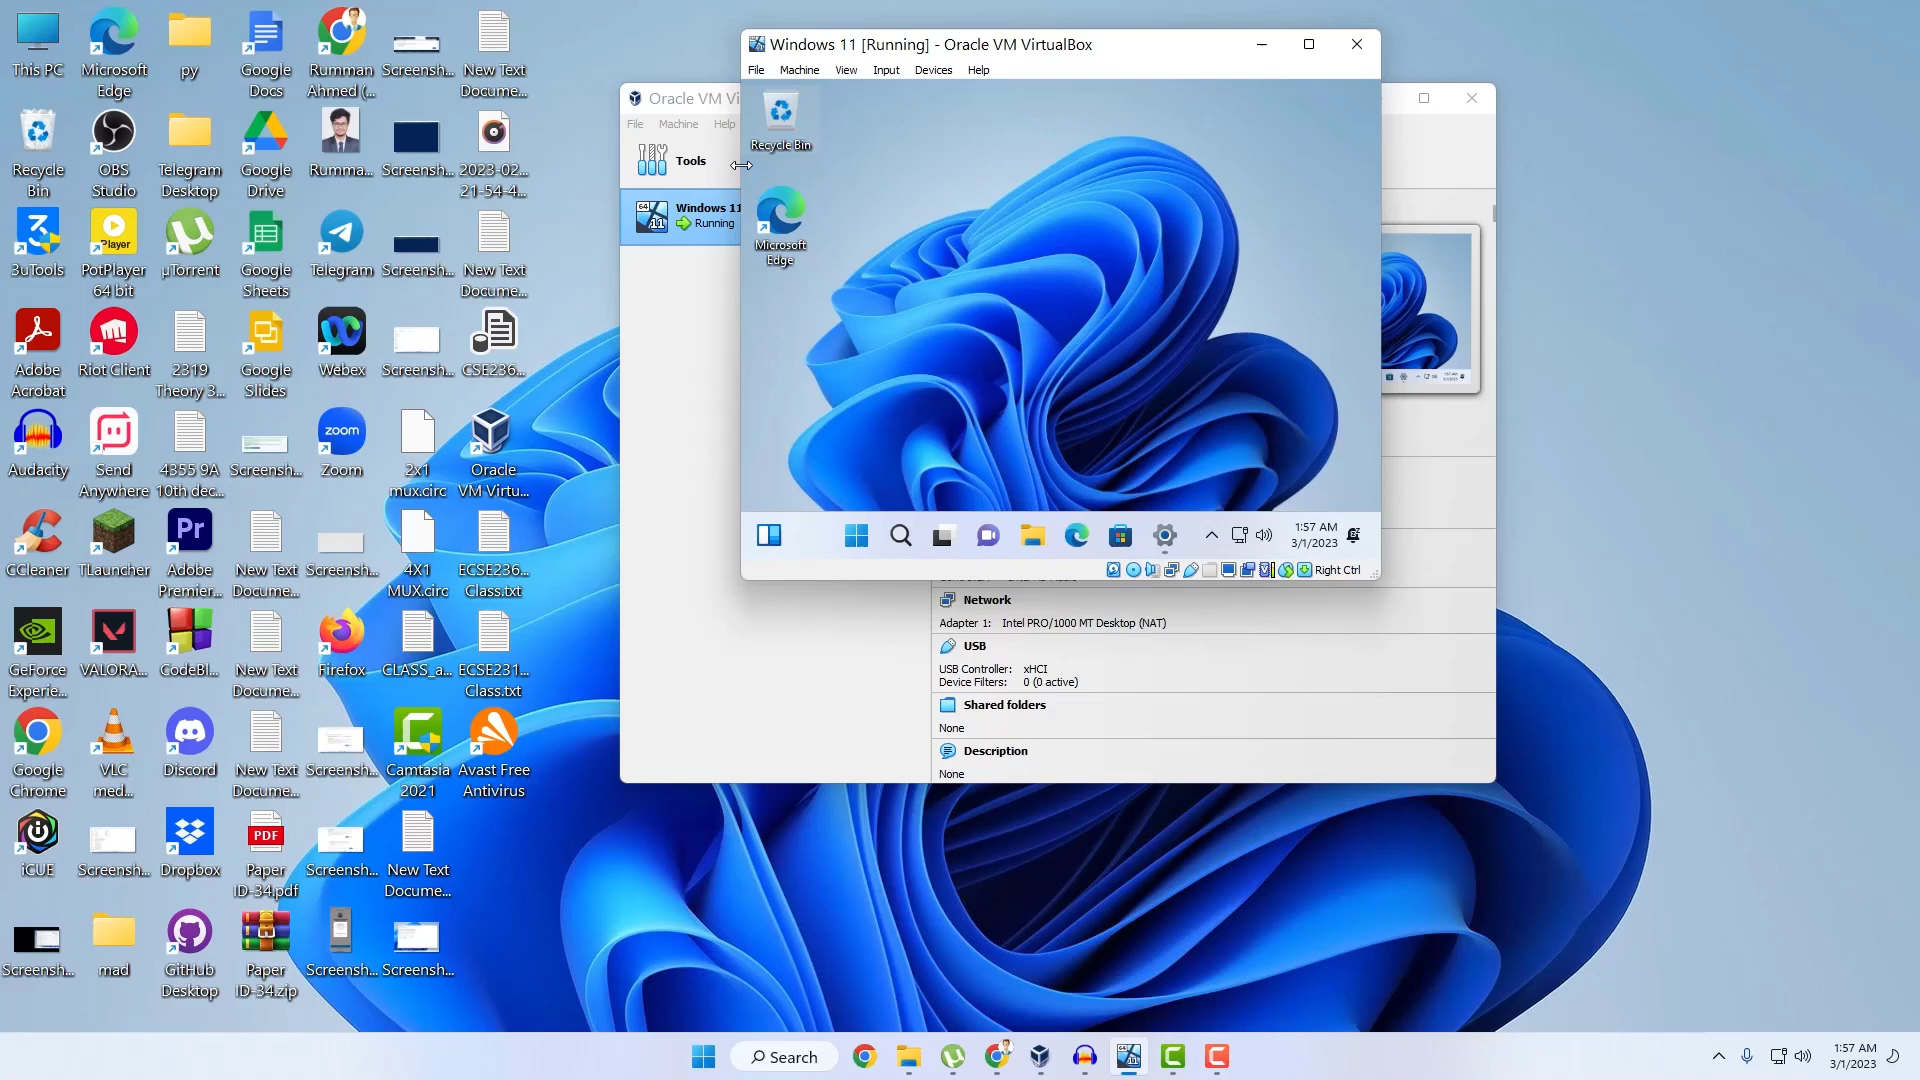 This PC
Microsoft
Edge
py
Google
Docs
Rumman
Ahmed (...
Screensh...
New Text
Docume...
Recycle
Bin
OBS
Studio
Telegram
Desktop
Google
Drive
Rumma...
Screensh...
2023-02...
21-54-4...
3uTools
Player
PotPlayer
64 bit
µTorrent
Google
Sheets
Telegram
Screensh...
New Text
Docume...
Adobe
Acrobat
Riot Client
2319
Theory 3...
Google
Slides
Webex
Screensh...
CSE236...
Audacity
Send
Anywhere
4355 9A
10th dec...
Screensh...
zoom
Zoom
2x1
mux.circ
Oracle
VM Virtu...
CCleaner
TLauncher
Pr
Adobe
Premier...
New Text
Docume...
Screensh...
4X1
MUX.circ
ECSE236...
Class.txt
GeForce
Experie...
VALORA...
CodeBl...
New Text
Docume...
Firefox
CLASS_a...
ECSE231...
Class.txt
Google
Chrome
VLC
med...
Discord
New Text
Docume...
Screensh...
Camtasia
2021
Avast Free
Antivirus
iCUE
Screensh...
Dropbox
PDF
Paper
ID-34.pdf
Screensh...
New Text
Docume...
Screensh...
mad
GitHub
Desktop
Paper
ID-34.zip
Screensh...
Screensh...
Oracle VM Vi
File Machine Help
Tools
64
11
Windows 11
Running
Windows 11 [Running] - Oracle VM VirtualBox
File Machine View Input Devices Help
Recycle Bin
Microsoft
Edge
1:57 AM
3/1/2023
Right Ctrl
Network
Adapter 1: Intel PRO/1000 MT Desktop (NAT)
USB
USB Controller: xHCI
Device Filters: 0 (0 active)
Shared folders
None
Description
None
Search
1:57 AM
3/1/2023